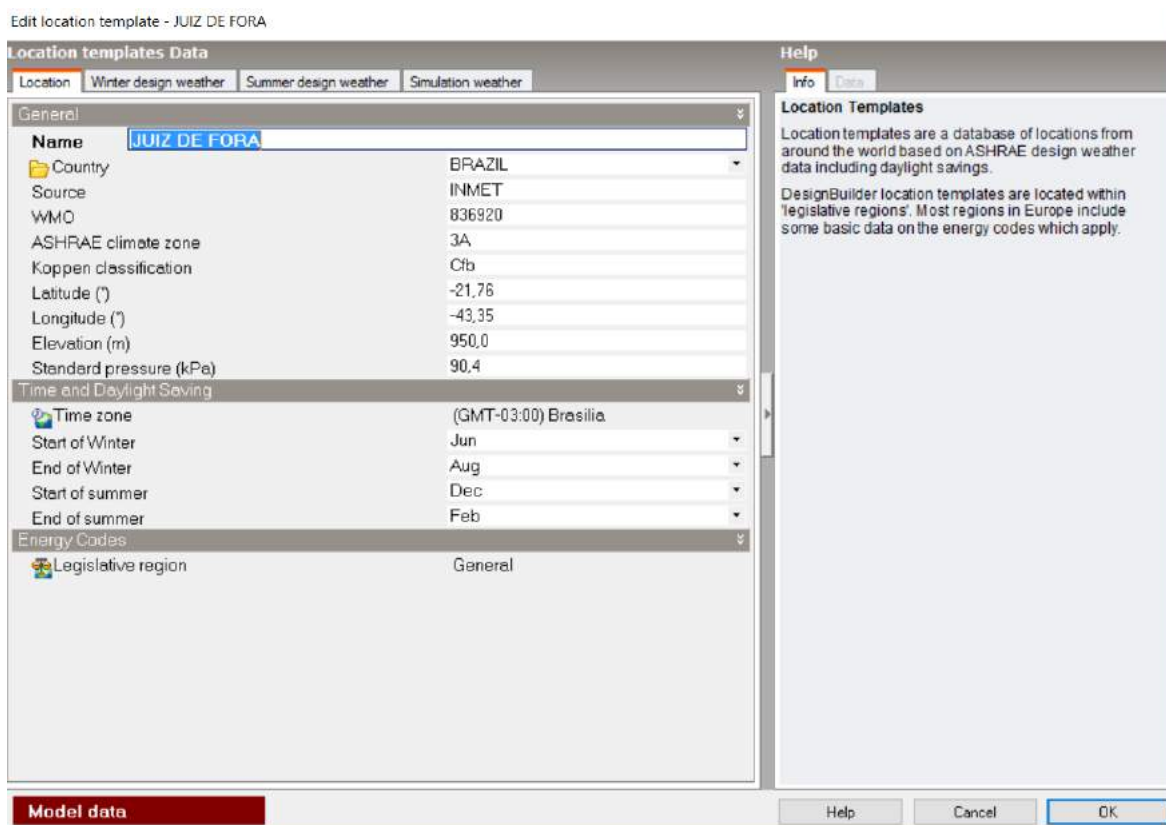 Edit location template - JUIZ DE FORA
Location templates Data
Location Winter design weather Summer design weather Simulation weather
General
Name JUIZ DE FORA
Country BRAZIL
Source INMET
WMO 836920
ASHRAE climate zone 3A
Koppen classification Cfb
Latitude (°) -21,76
Longitude (°) -43,35
Elevation (m) 950,0
Standard pressure (kPa) 90,4
Time and Daylight Saving
Time zone (GMT-03:00) Brasilia
Start of Winter Jun
End of Winter Aug
Start of summer Dec
End of summer Feb
Energy Codes
Legislative region General
Model data
Help
Info Data
Location Templates
Location templates are a database of locations from
around the world based on ASHRAE design weather
data including daylight savings.
DesignBuilder location templates are located within
'legislative regions'. Most regions in Europe include
some basic data on the energy codes which apply.
Help Cancel OK